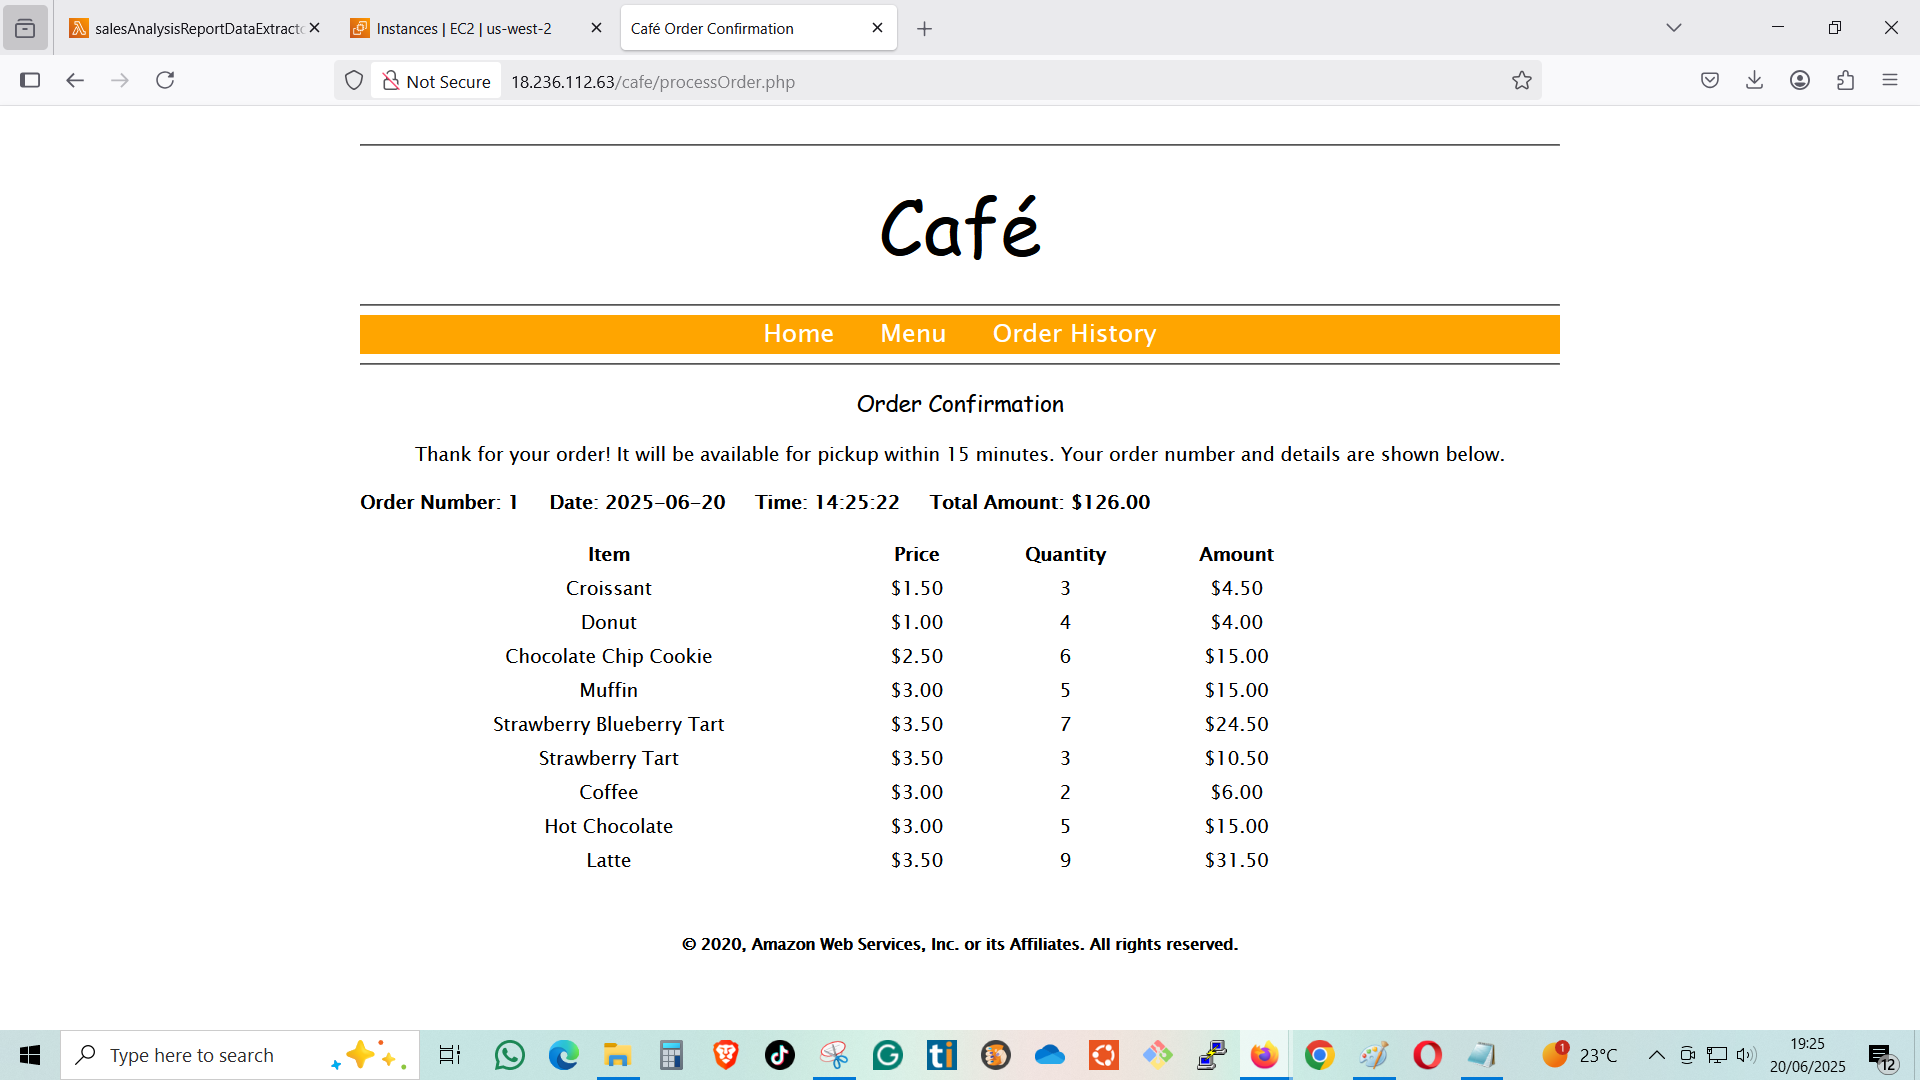 salesAnalysisReportDataExtracto
Instances | EC2 | us-west-2
Café Order Confirmation
Not Secure
18.236.112.63/cafe/processOrder.php
Café
Home Menu Order History
Order Confirmation
Thank for your order! It will be available for pickup within 15 minutes. Your order number and details are shown below.
Order Number: 1 Date: 2025-06-20 Time: 14:25:22 Total Amount: $126.00
Item Price Quantity Amount
Croissant $1.50 3 $4.50
Donut $1.00 4 $4.00
Chocolate Chip Cookie $2.50 6 $15.00
Muffin $3.00 5 $15.00
Strawberry Blueberry Tart $3.50 7 $24.50
Strawberry Tart $3.50 3 $10.50
Coffee $3.00 2 $6.00
Hot Chocolate $3.00 5 $15.00
Latte $3.50 9 $31.50
© 2020, Amazon Web Services, Inc. or its Affiliates. All rights reserved.
Type here to search
G
ti
1
23°C
19:25
20/06/2025
12